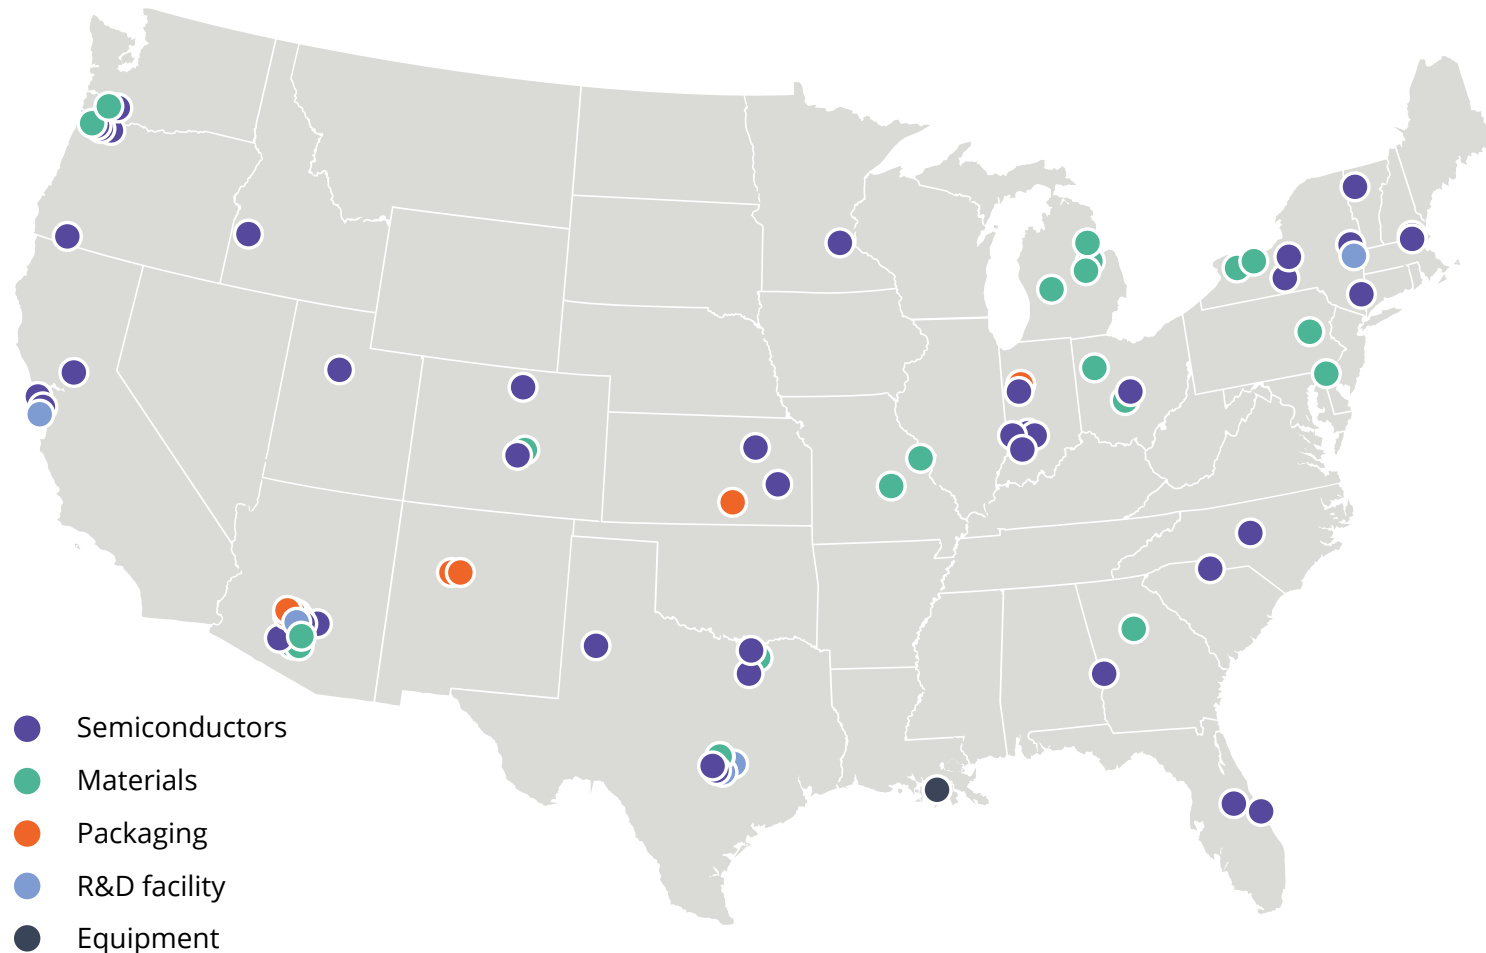 Semiconductors
Materials
Packaging
R&D facility
Equipment